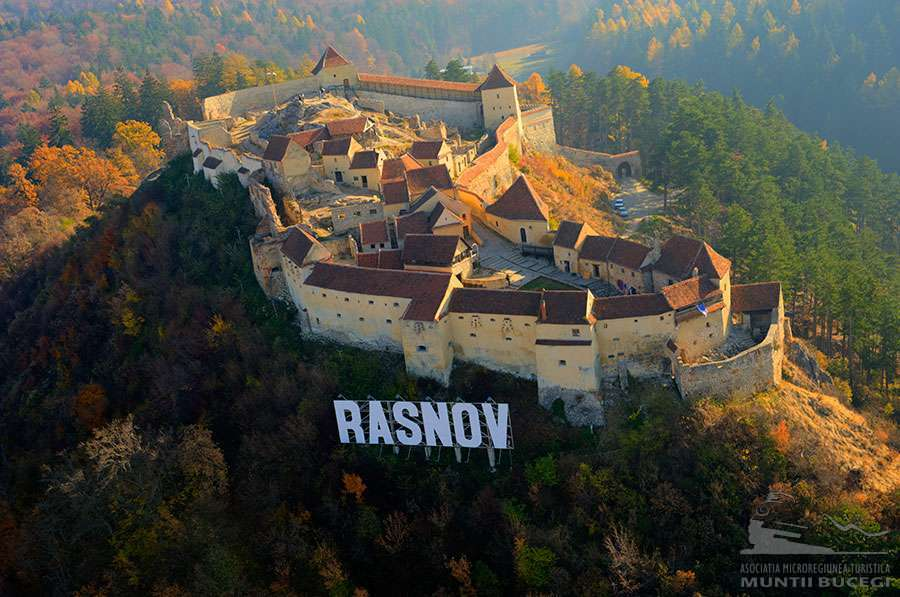 RASNOV
ASOCIATIA MICROREGIUNEA TURISTICA
MUNTII BUCEGI